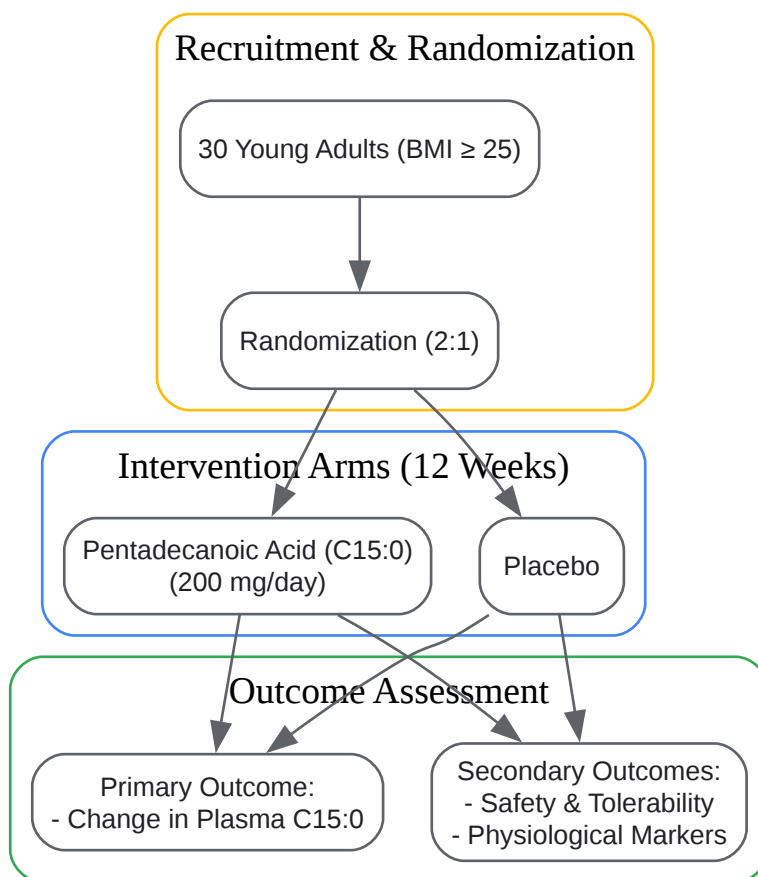 Recruitment & Randomization
30 Young Adults (BMI ≥ 25)
Randomization (2:1)
Intervention Arms (12 Weeks)
Pentadecanoic Acid (C15:0)
(200 mg/day)
Placebo
Outcome Assessment
Primary Outcome:
- Change in Plasma C15:0
Secondary Outcomes:
- Safety & Tolerability
- Physiological Markers